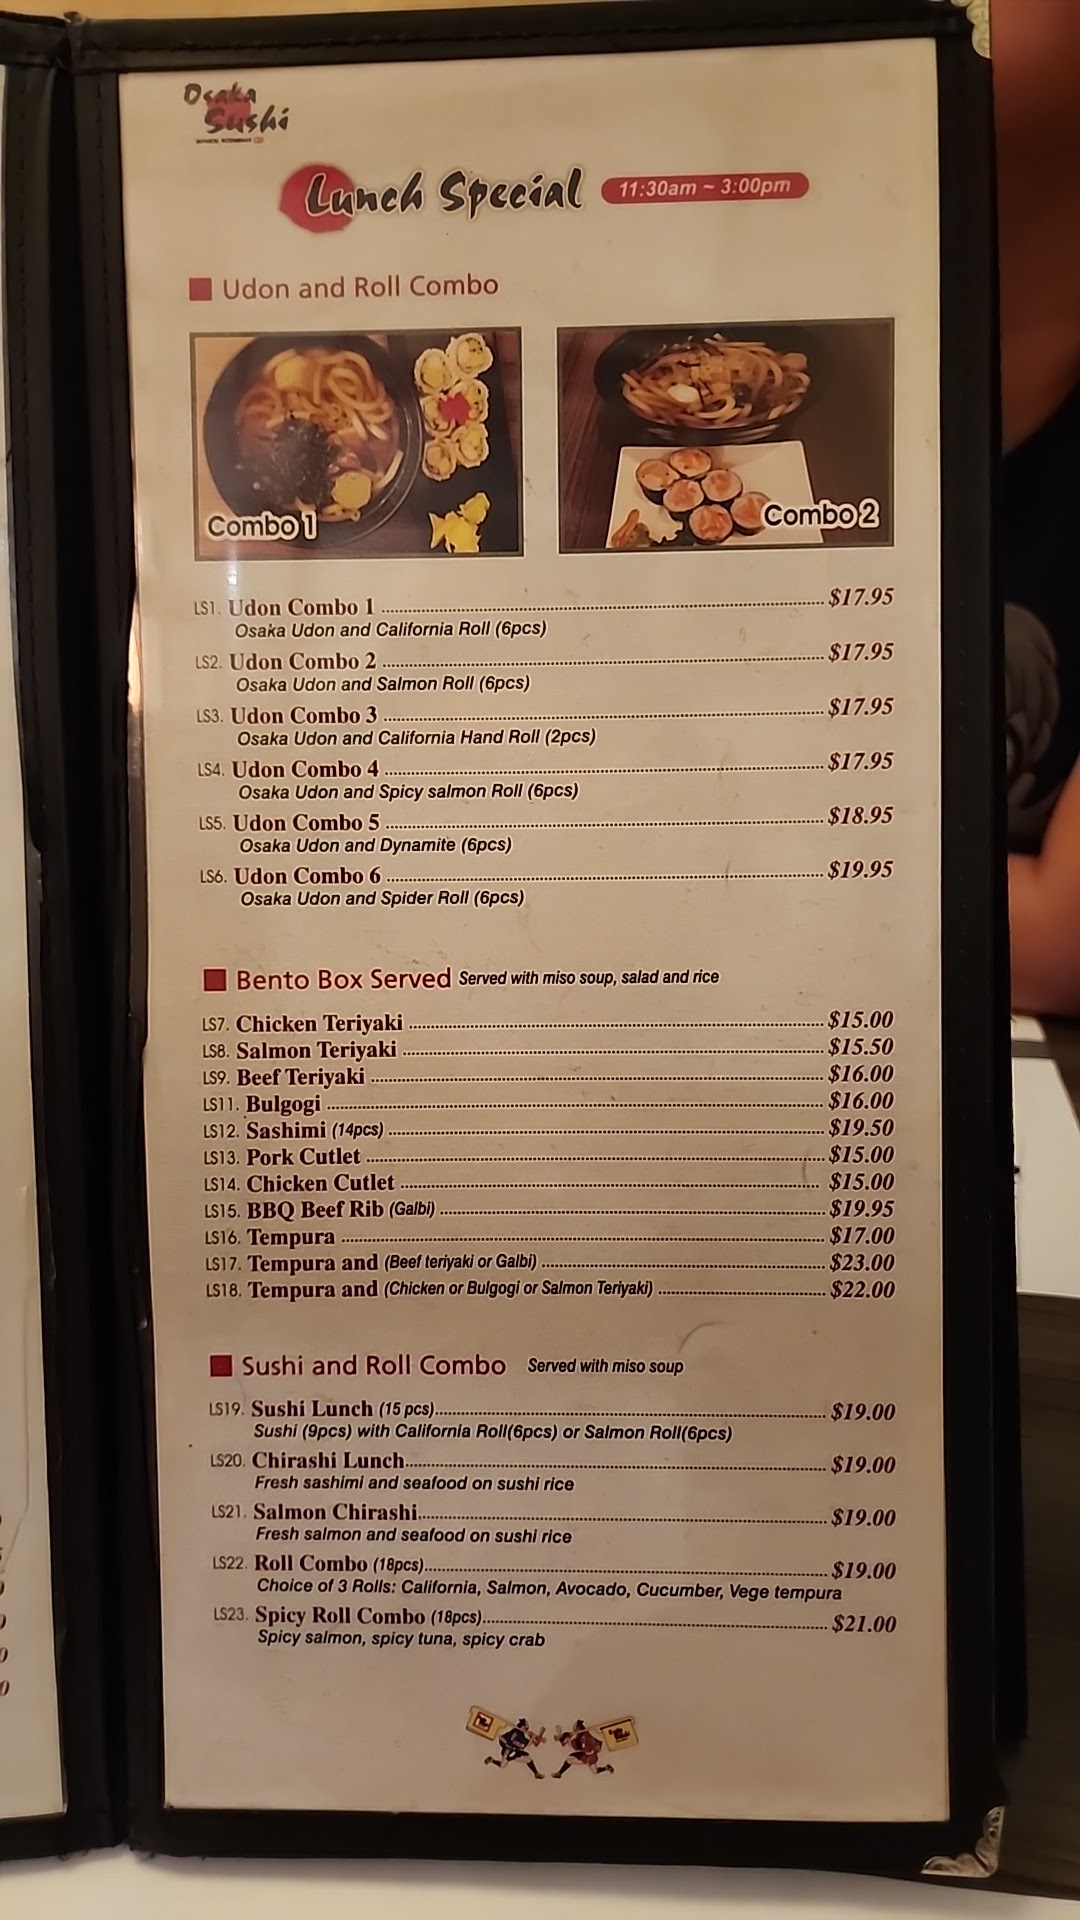 Osaka
Sushi
Lunch Special 11:30am ~ 3:00pm
Udon and Roll Combo
Combo 1
Combo 2
LS1. Udon Combo 1 $17.95
Osaka Udon and California Roll (6pcs)
LS2. Udon Combo 2 $17.95
Osaka Udon and Salmon Roll (6pcs)
LS3. Udon Combo 3 $17.95
Osaka Udon and California Hand Roll (2pcs)
LS4. Udon Combo 4 $17.95
Osaka Udon and Spicy salmon Roll (6pcs)
LS5. Udon Combo 5 $18.95
Osaka Udon and Dynamite (6pcs)
LS6. Udon Combo 6 $19.95
Osaka Udon and Spider Roll (6pcs)
Bento Box Served Served with miso soup, salad and rice
LS7. Chicken Teriyaki $15.00
LS8. Salmon Teriyaki $15.50
LS9. Beef Teriyaki $16.00
LS11. Bulgogi $16.00
LS12. Sashimi (14pcs) $19.50
LS13. Pork Cutlet $15.00
LS14. Chicken Cutlet $15.00
LS15. BBQ Beef Rib (Galbi) $19.95
LS16. Tempura $17.00
LS17. Tempura and (Beef teriyaki or Galbi) $23.00
LS18. Tempura and (Chicken or Bulgogi or Salmon Teriyaki) $22.00
Sushi and Roll Combo Served with miso soup
LS19. Sushi Lunch (15 pcs) $19.00
Sushi (9pcs) with California Roll(6pcs) or Salmon Roll(6pcs)
LS20. Chirashi Lunch $19.00
Fresh sashimi and seafood on sushi rice
LS21. Salmon Chirashi $19.00
Fresh salmon and seafood on sushi rice
LS22. Roll Combo (18pcs) $19.00
Choice of 3 Rolls: California, Salmon, Avocado, Cucumber, Vege tempura
LS23. Spicy Roll Combo (18pcs) $21.00
Spicy salmon, spicy tuna, spicy crab